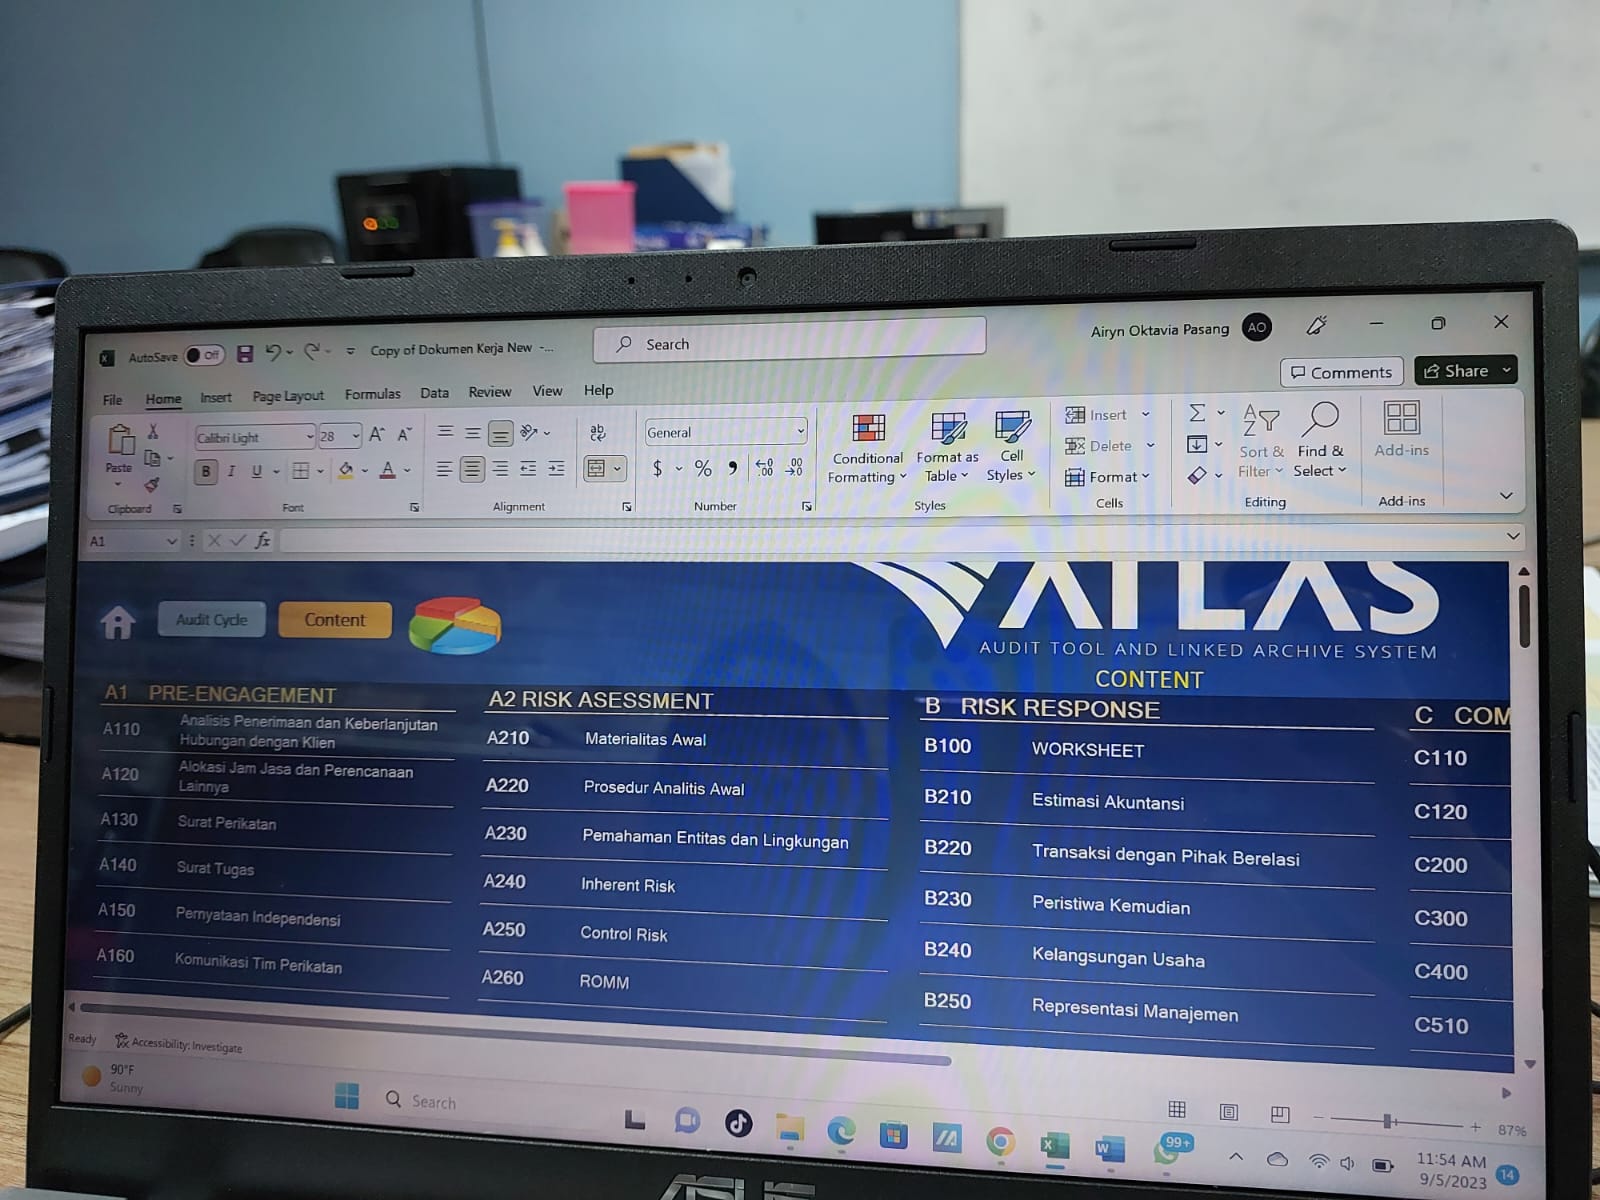 AutoSave Off Copy of Dokumen Kerja New -... Search Airyn Oktavia Pasang AO
File Home Insert Page Layout Formulas Data Review View Help Comments Share
Calibri Light 28 General
Paste B I U $ % Conditional Formatting Format as Table Cell Styles Insert Delete Format Sort & Filter Find & Select Add-ins
Clipboard Font Alignment Number Styles Cells Editing Add-ins
A1 fx
Audit Cycle Content
ATLAS
AUDIT TOOL AND LINKED ARCHIVE SYSTEM
CONTENT
A1 PRE-ENGAGEMENT
A110 Analisis Penerimaan dan Keberlanjutan
Hubungan dengan Klien
A120 Alokasi Jam Jasa dan Perencanaan
Lainnya
A130 Surat Perikatan
A140 Surat Tugas
A150 Pernyataan Independensi
A160 Komunikasi Tim Perikatan
A2 RISK ASESSMENT
A210 Materialitas Awal
A220 Prosedur Analitis Awal
A230 Pemahaman Entitas dan Lingkungan
A240 Inherent Risk
A250 Control Risk
A260 ROMM
B RISK RESPONSE
B100 WORKSHEET
B210 Estimasi Akuntansi
B220 Transaksi dengan Pihak Berelasi
B230 Peristiwa Kemudian
B240 Kelangsungan Usaha
B250 Representasi Manajemen
C COM
C110
C120
C200
C300
C400
C510
Ready Accessibility: Investigate
87%
90°F
Sunny
Search
99+
11:54 AM
9/5/2023
14
ASUS